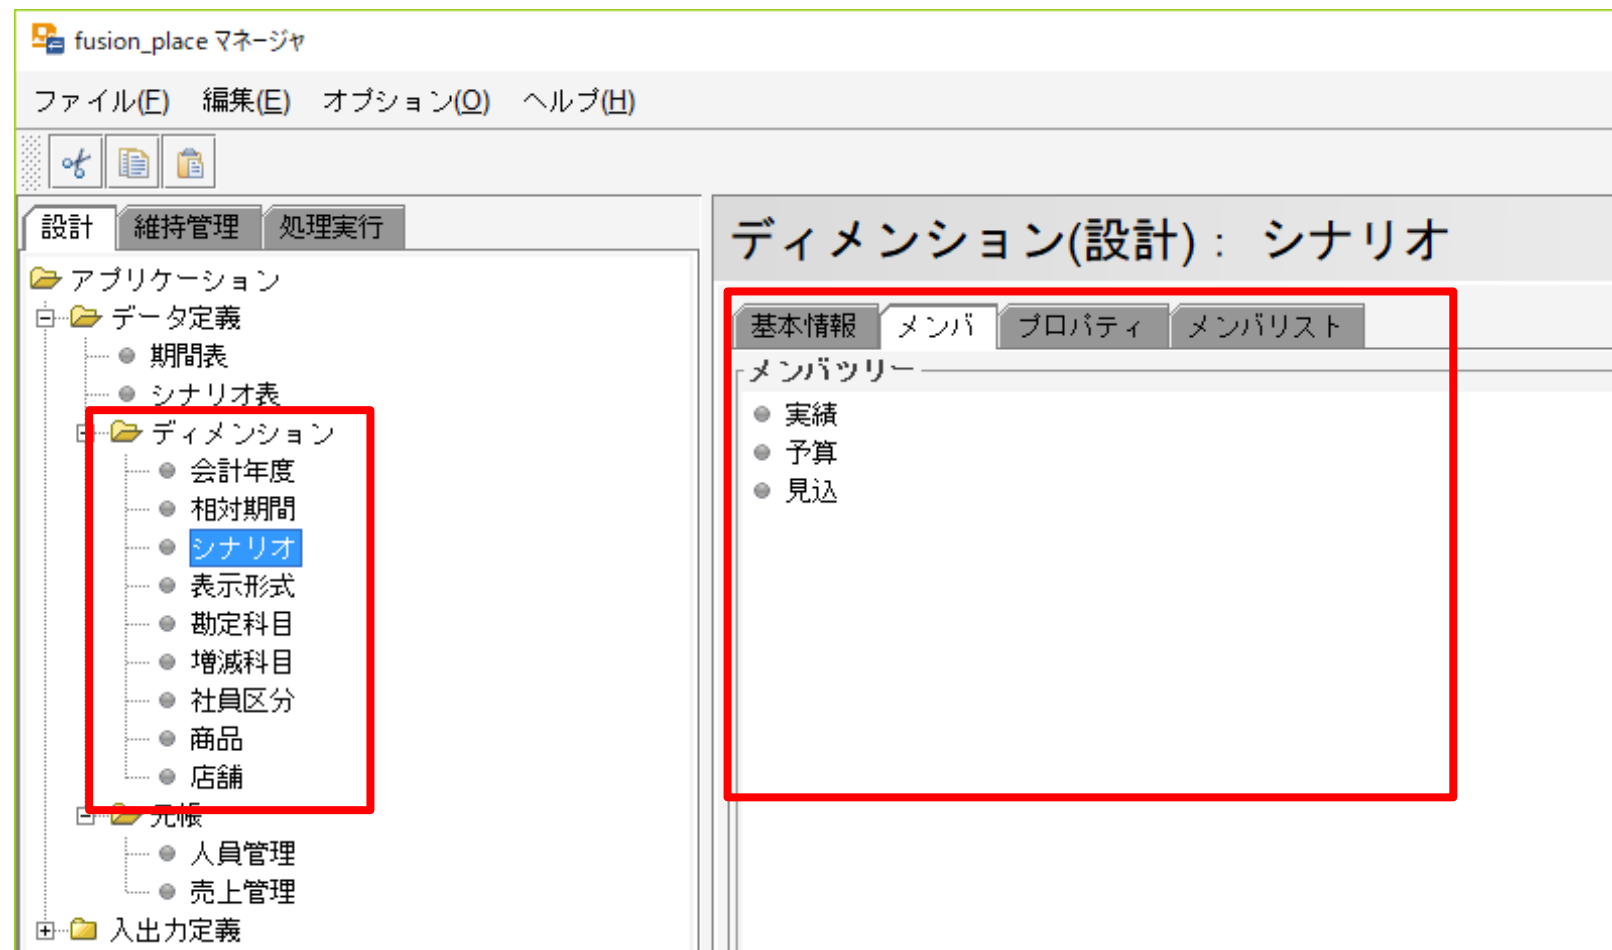 fusion_place マネージャ
ファイル(F) 編集(E) オプション(O) ヘルプ(H)
設計 維持管理 処理実行
アプリケーション
データ定義
期間表
シナリオ表
ディメンション
会計年度
相対期間
シナリオ
表示形式
勘定科目
増減科目
社員区分
商品
店舗
元帳
人員管理
売上管理
入出力定義
ディメンション(設計) : シナリオ
基本情報 メンバ プロパティ メンバリスト
メンバツリー
実績
予算
見込